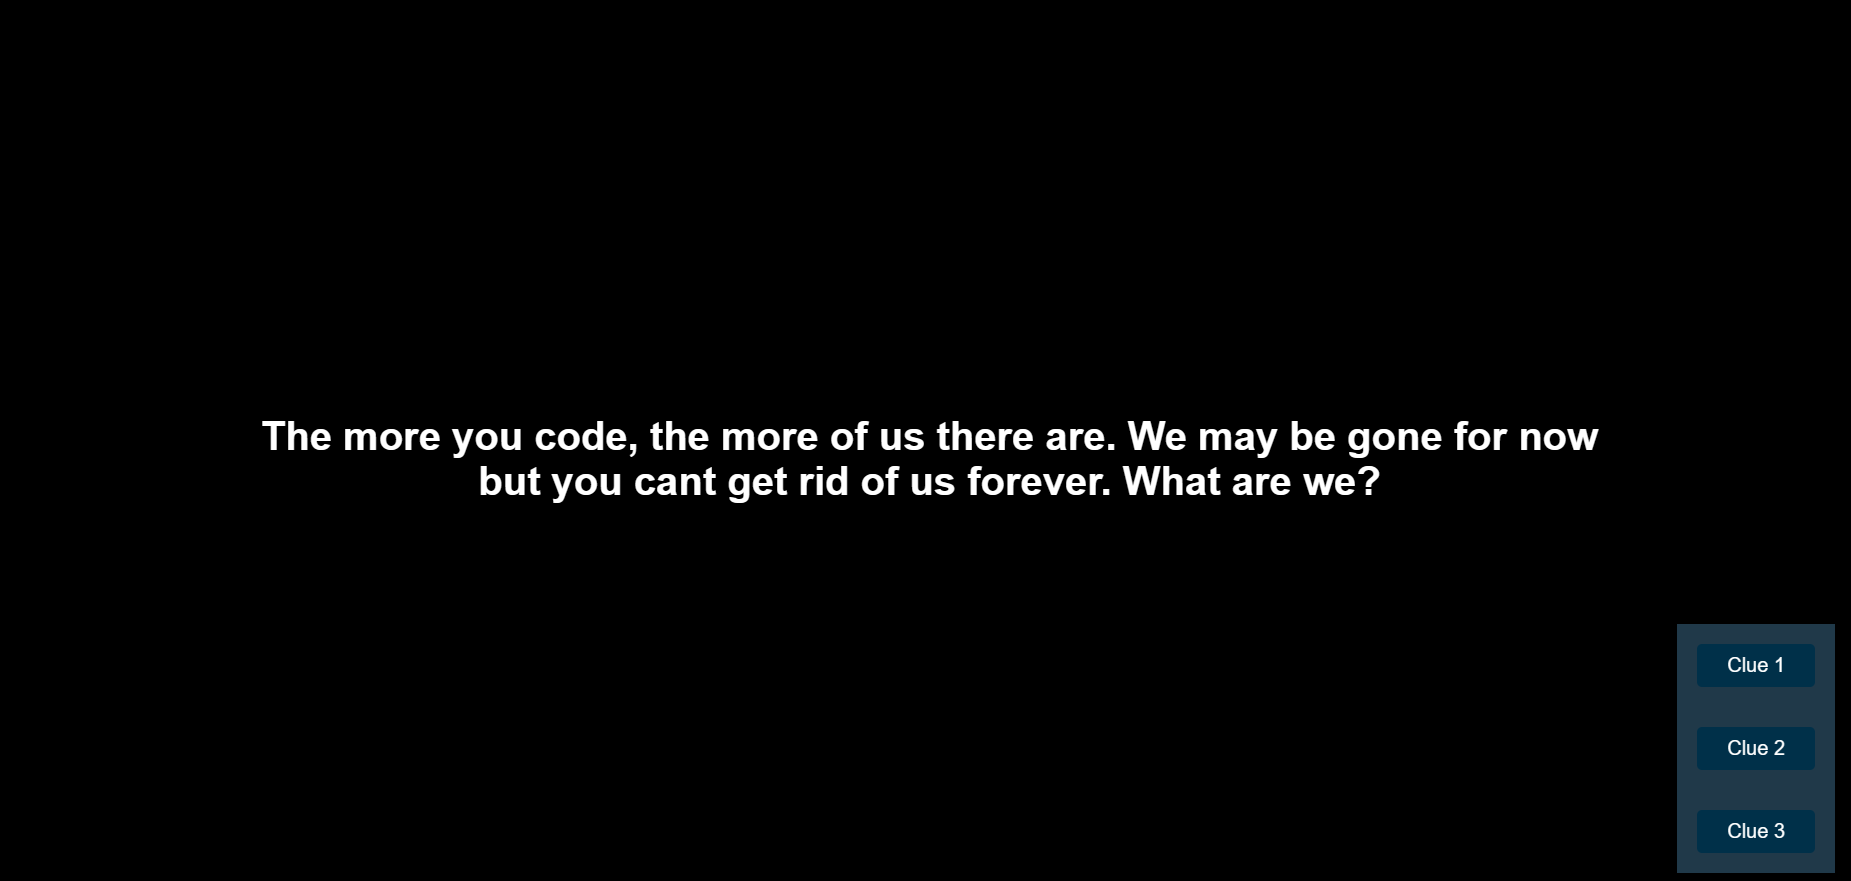 The more you code, the more of us there are. We may be gone for now
but you cant get rid of us forever. What are we?
Clue 1
Clue 2
Clue 3